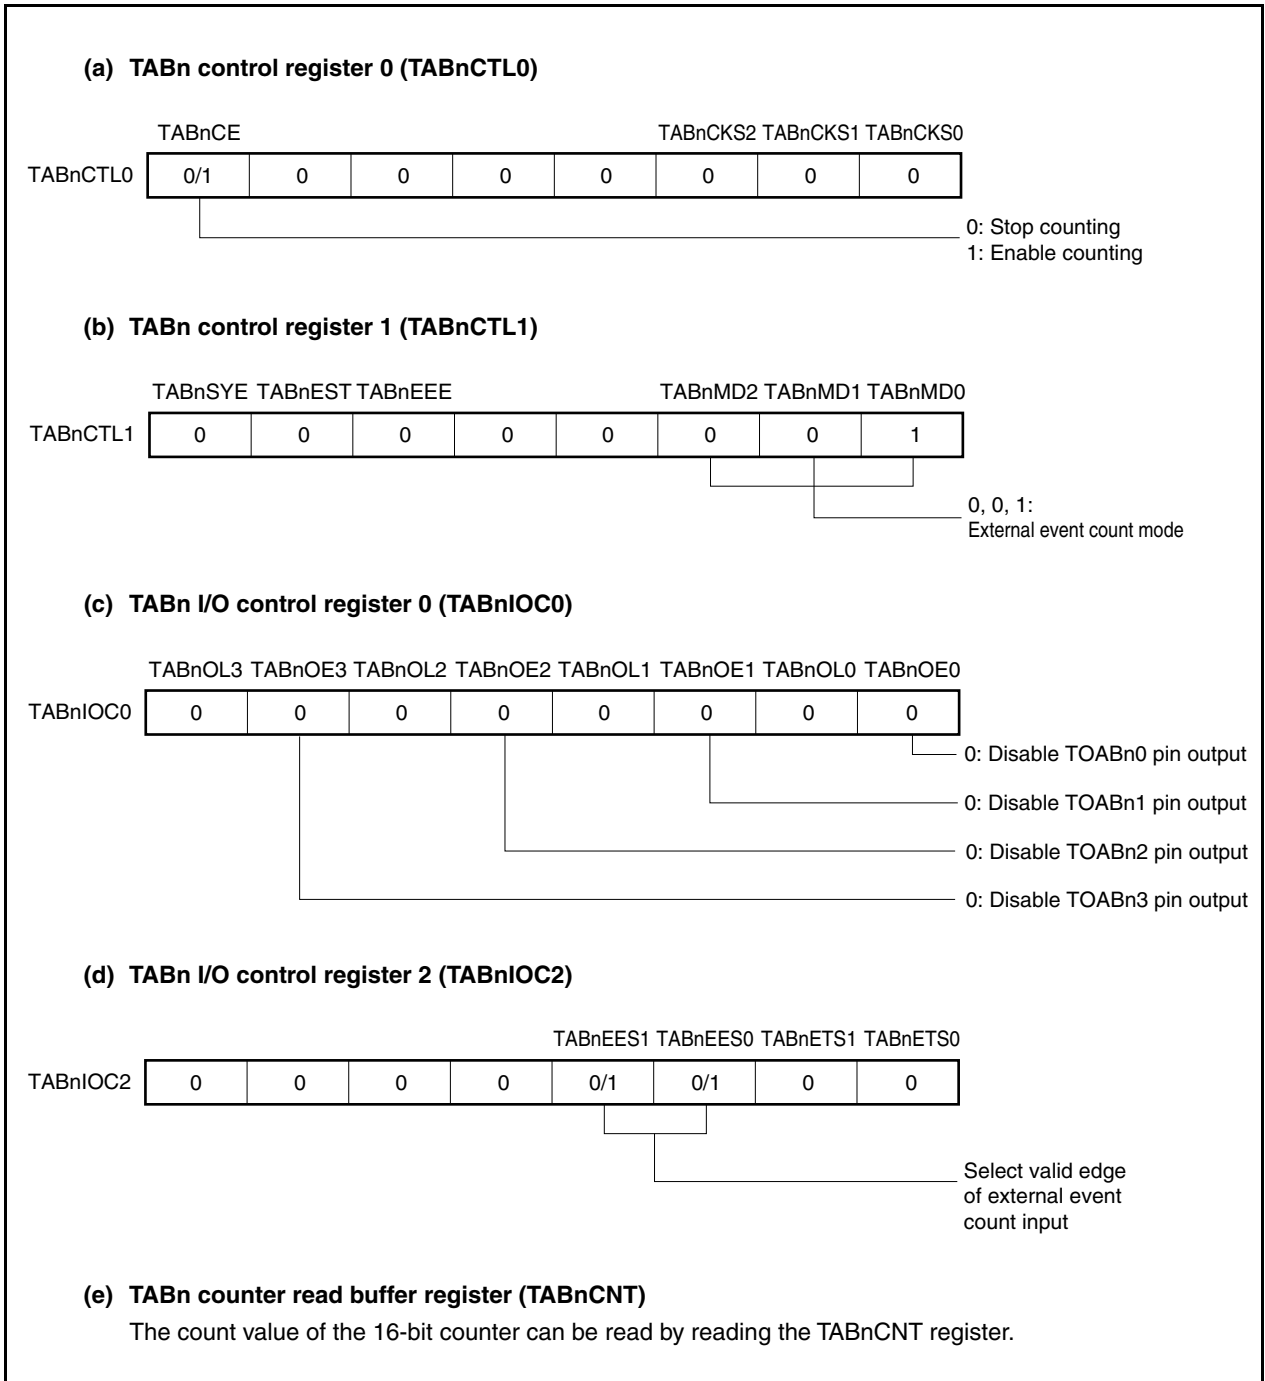 (a) TABn control register 0 (TABnCTL0)
TABnCE TABnCKS2 TABnCKS1 TABnCKS0
TABnCTL0 0/1 0 0 0 0 0 0 0
0: Stop counting
1: Enable counting
(b) TABn control register 1 (TABnCTL1)
TABnSYE TABnEST TABnEEE TABnMD2 TABnMD1 TABnMD0
TABnCTL1 0 0 0 0 0 0 0 1
0, 0, 1:
External event count mode
(c) TABn I/O control register 0 (TABnIOC0)
TABnOL3 TABnOE3 TABnOL2 TABnOE2 TABnOL1 TABnOE1 TABnOL0 TABnOE0
TABnIOC0 0 0 0 0 0 0 0 0
0: Disable TOABn0 pin output
0: Disable TOABn1 pin output
0: Disable TOABn2 pin output
0: Disable TOABn3 pin output
(d) TABn I/O control register 2 (TABnIOC2)
TABnEES1 TABnEES0 TABnETS1 TABnETS0
TABnIOC2 0 0 0 0 0/1 0/1 0 0
Select valid edge
of external event
count input
(e) TABn counter read buffer register (TABnCNT)
The count value of the 16-bit counter can be read by reading the TABnCNT register.